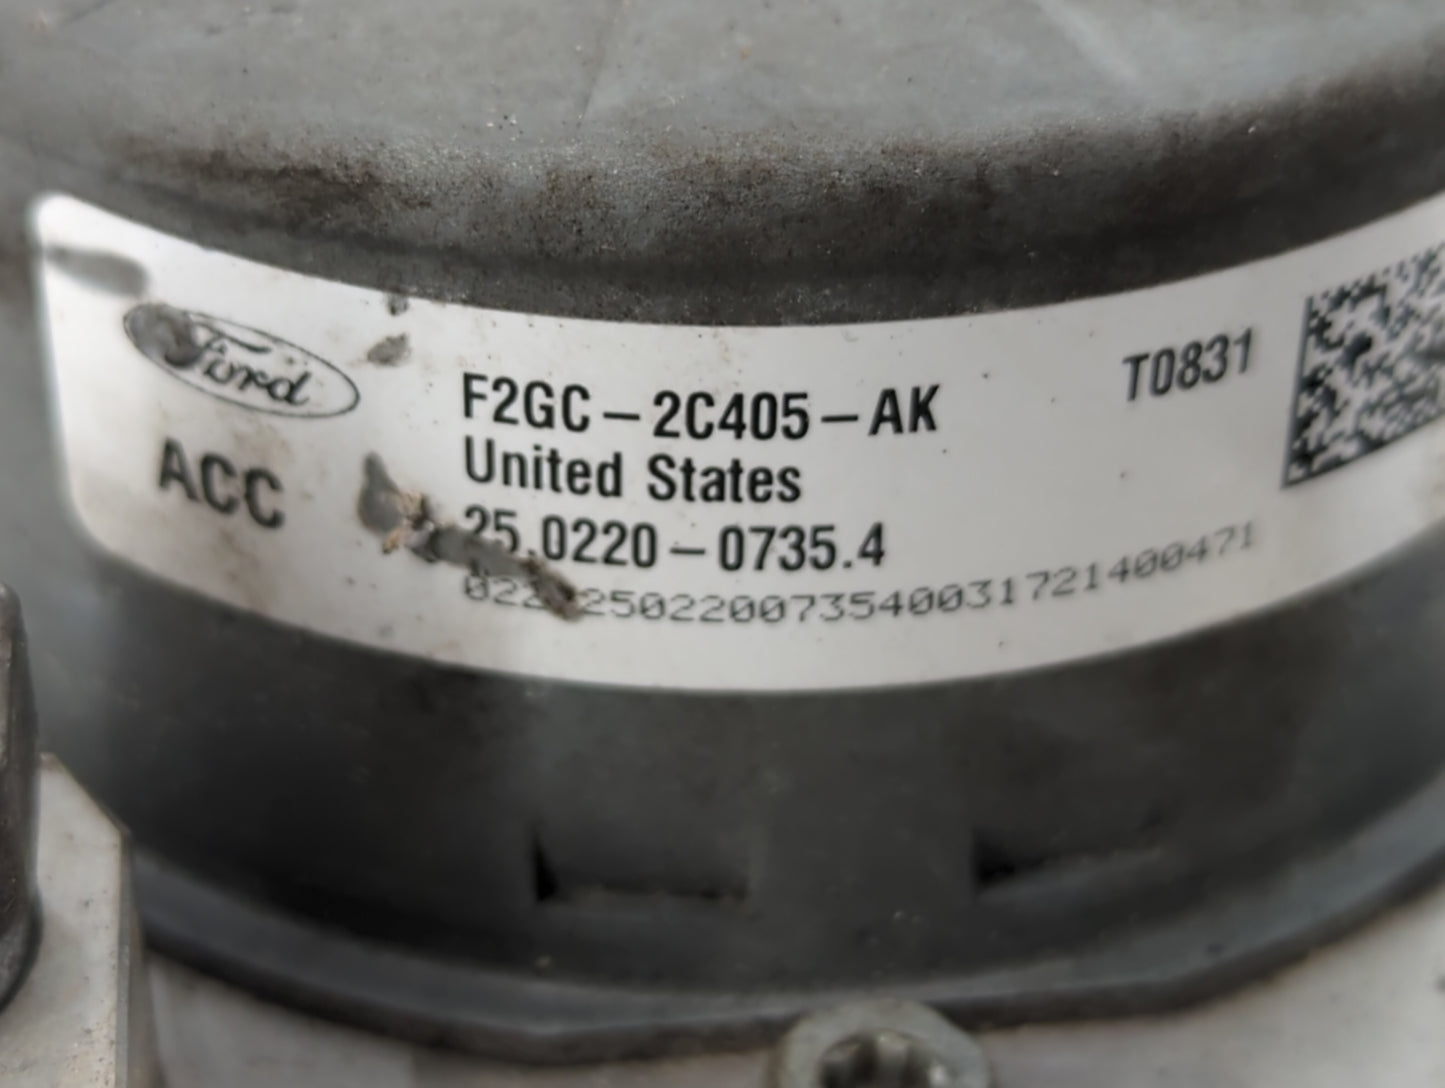 Ford
ACC
F2GC-2C405-AK
T0831
United States
25.0220-0735.4